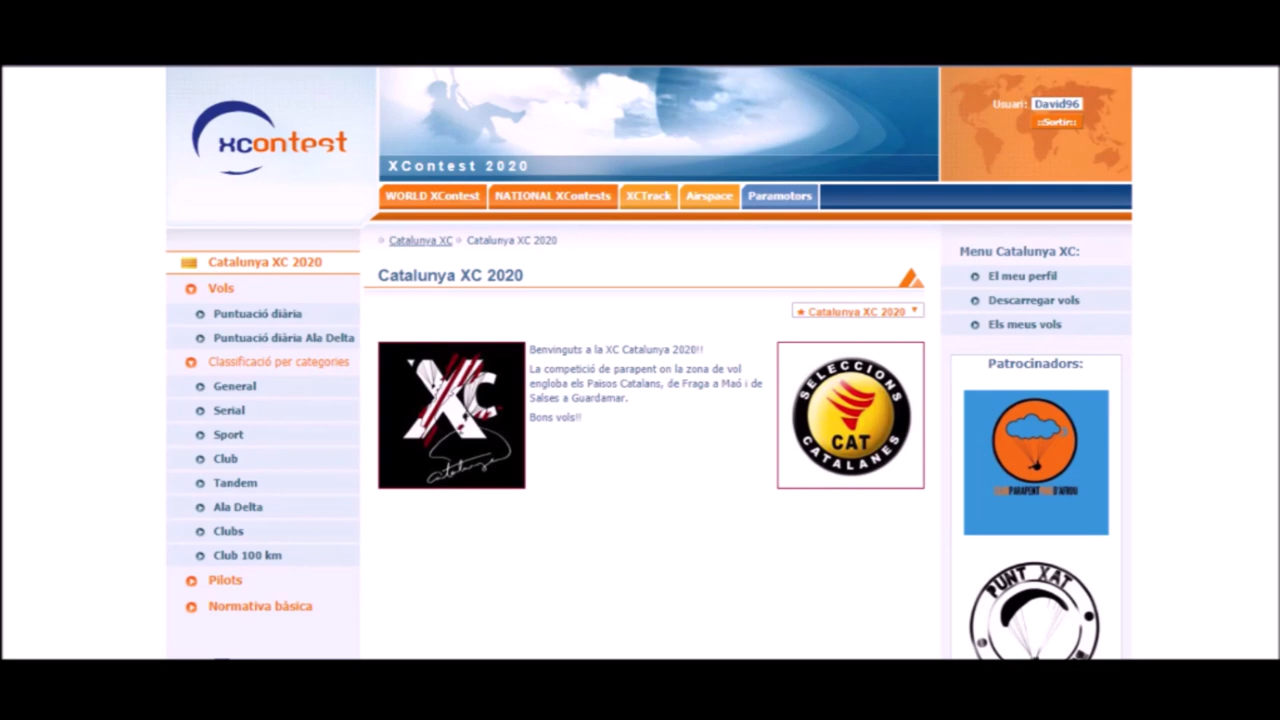 xcontest
XContest 2020
Usuari: David96
::Sortir::
WORLD XContest
NATIONAL XContests
XCTrack
Airspace
Paramotors
Catalunya XC 2020
Vols
Puntuació diària
Puntuació diària Ala Delta
Classificació per categories
General
Serial
Sport
Club
Tandem
Ala Delta
Clubs
Club 100 km
Pilots
Normativa bàsica
Catalunya XC
Catalunya XC 2020
Catalunya XC 2020
★ Catalunya XC 2020
XC
Catalunya
Benvinguts a la XC Catalunya 2020!!
La competició de parapent on la zona de vol
engloba els Paisos Catalans, de Fraga a Maó i de
Salses a Guardamar.
Bons vols!!
SELECCIONS
CAT
CATALANES
Menu Catalunya XC:
El meu perfil
Descarregar vols
Els meus vols
Patrocinadors:
PARAPENT D'AFROU
PUNT XAT